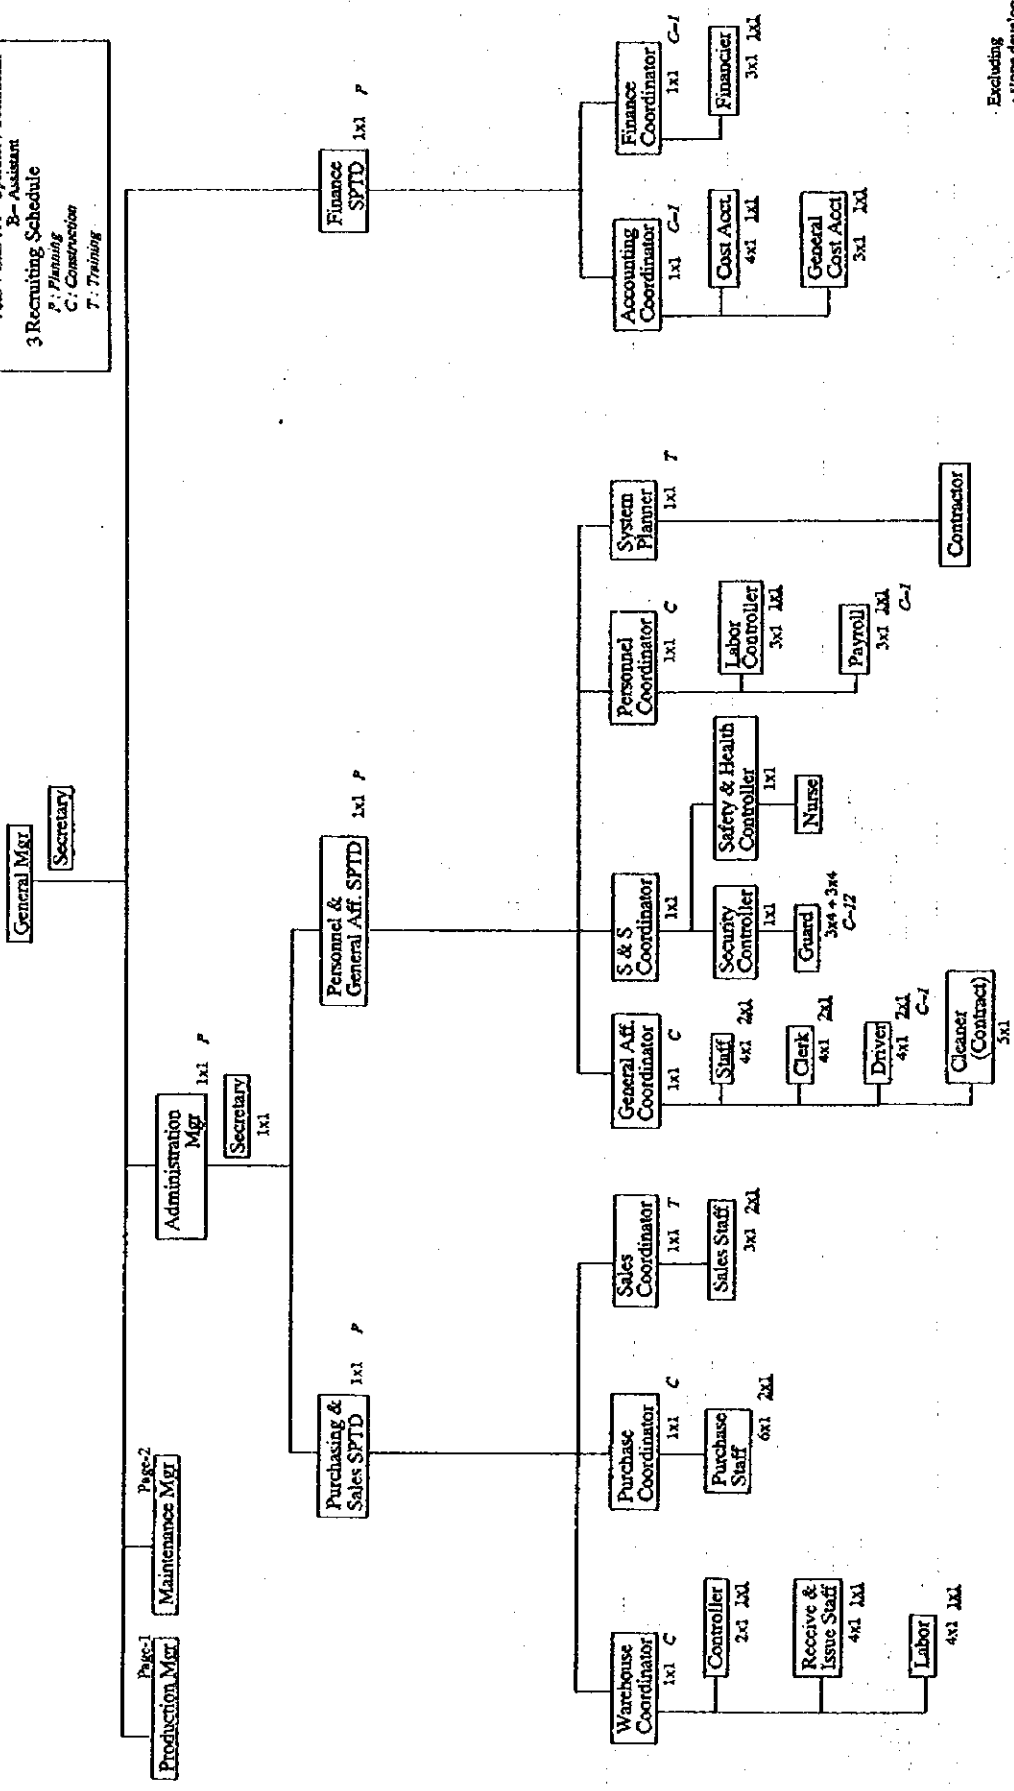 B= Assistant
3 Recruiting Schedule
P : Planning
C : Construction
T : Training
General Mgr
Secretary
Page-1
Production Mgr
Page-2
Maintenance Mgr
Administration
Mgr
1x1 P
Secretary
1x1
Purchasing &
Sales SPTD
1x1 P
Personnel &
General Aff. SPTD
1x1 P
Finance
SPTD
1x1 P
Warehouse
Coordinator
1x1 C
Controller
2x1 1x1
Receive &
Issue Staff
4x1 1x1
Labor
4x1 1x1
Purchase
Coordinator
1x1 C
Purchase
Staff
6x1 2x1
Sales
Coordinator
1x1 T
Sales Staff
3x1 2x1
General Aff.
Coordinator
1x1 C
Staff
4x1 2x1
Clerk
4x1 2x1
Driver
4x1 2x1
C-1
Cleaner
(Contract)
5x1
S & S
Coordinator
1x1
Security
Controller
1x1
Guard
3x4 + 3x4
C-12
Safety & Health
Controller
1x1
Nurse
Personnel
Coordinator
1x1 C
Labor
Controller
3x1 1x1
Payroll
3x1 1x1
C-1
System
Planner
1x1 T
Contractor
Accounting
Coordinator
1x1 C-1
Cost Acct.
4x1 1x1
General
Cost Acct
3x1 1x1
Finance
Coordinator
1x1 C-1
Financier
3x1 1x1
Excluding